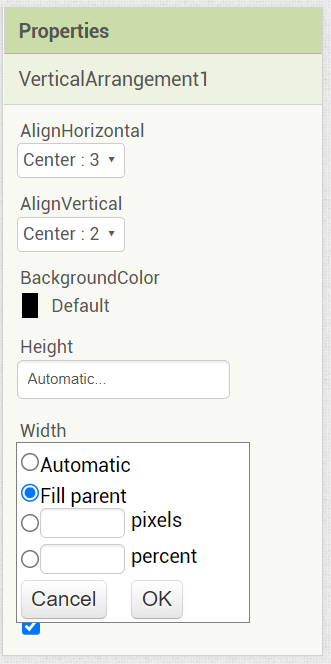 Properties
VerticalArrangement1
AlignHorizontal
Center : 3
AlignVertical
Center : 2
BackgroundColor
Default
Height
Automatic...
Width
Automatic
Fill parent
pixels
percent
Cancel OK